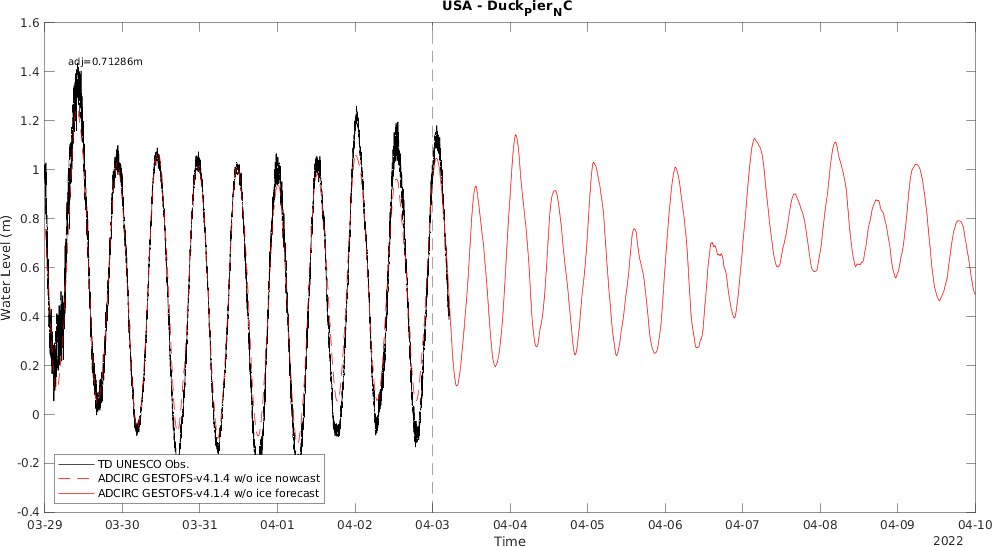 USA - DuckPierNC
adj=0.71286m
Water Level (m)
1.6
1.4
1.2
1
0.8
0.6
0.4
0.2
0
-0.2
-0.4
TD UNESCO Obs.
ADCIRC GESTOFS-v4.1.4 w/o ice nowcast
ADCIRC GESTOFS-v4.1.4 w/o ice forecast
03-29 03-30 03-31 04-01 04-02 04-03 04-04 04-05 04-06 04-07 04-08 04-09 04-10
Time
2022